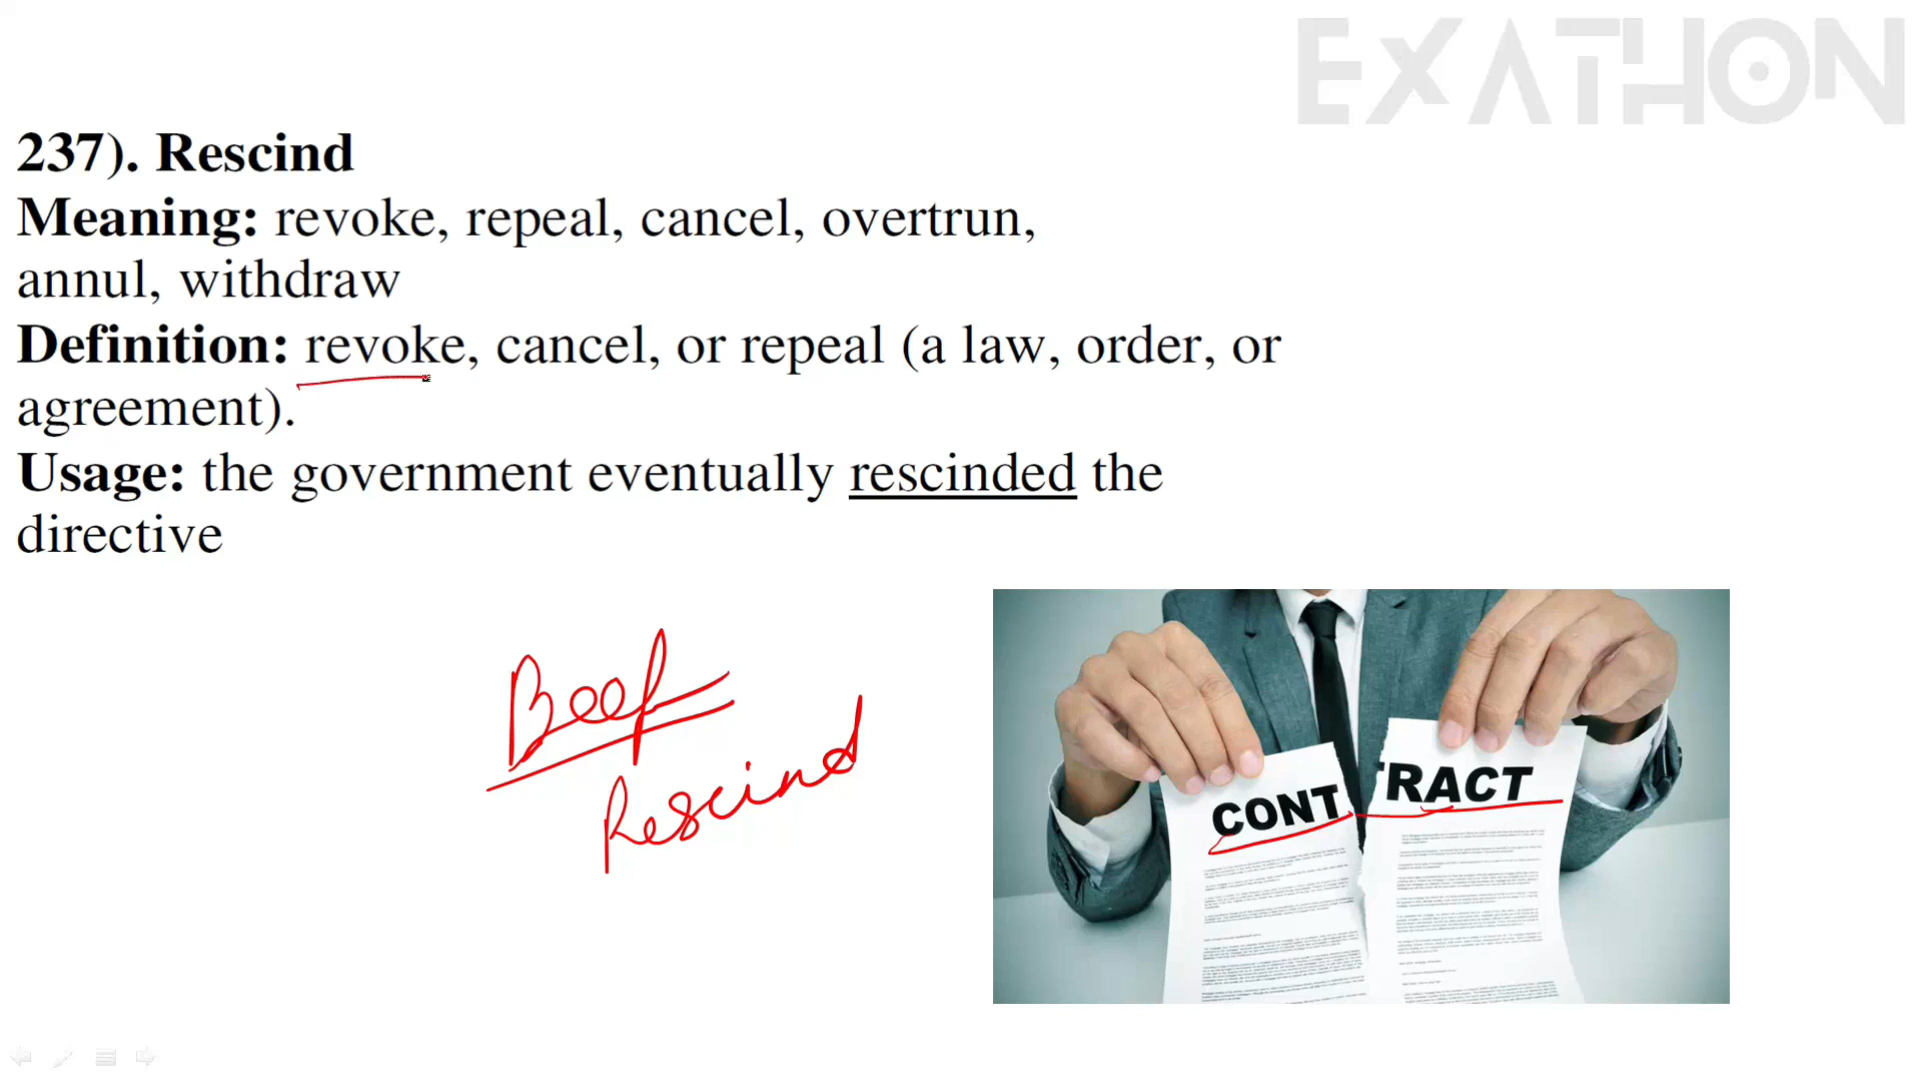 EXATHON
237). Rescind
Meaning: revoke, repeal, cancel, overtrun,
annul, withdraw
Definition: revoke, cancel, or repeal (a law, order, or
agreement).
Usage: the government eventually rescinded the
directive
Beef
Rescind
CONT RACT